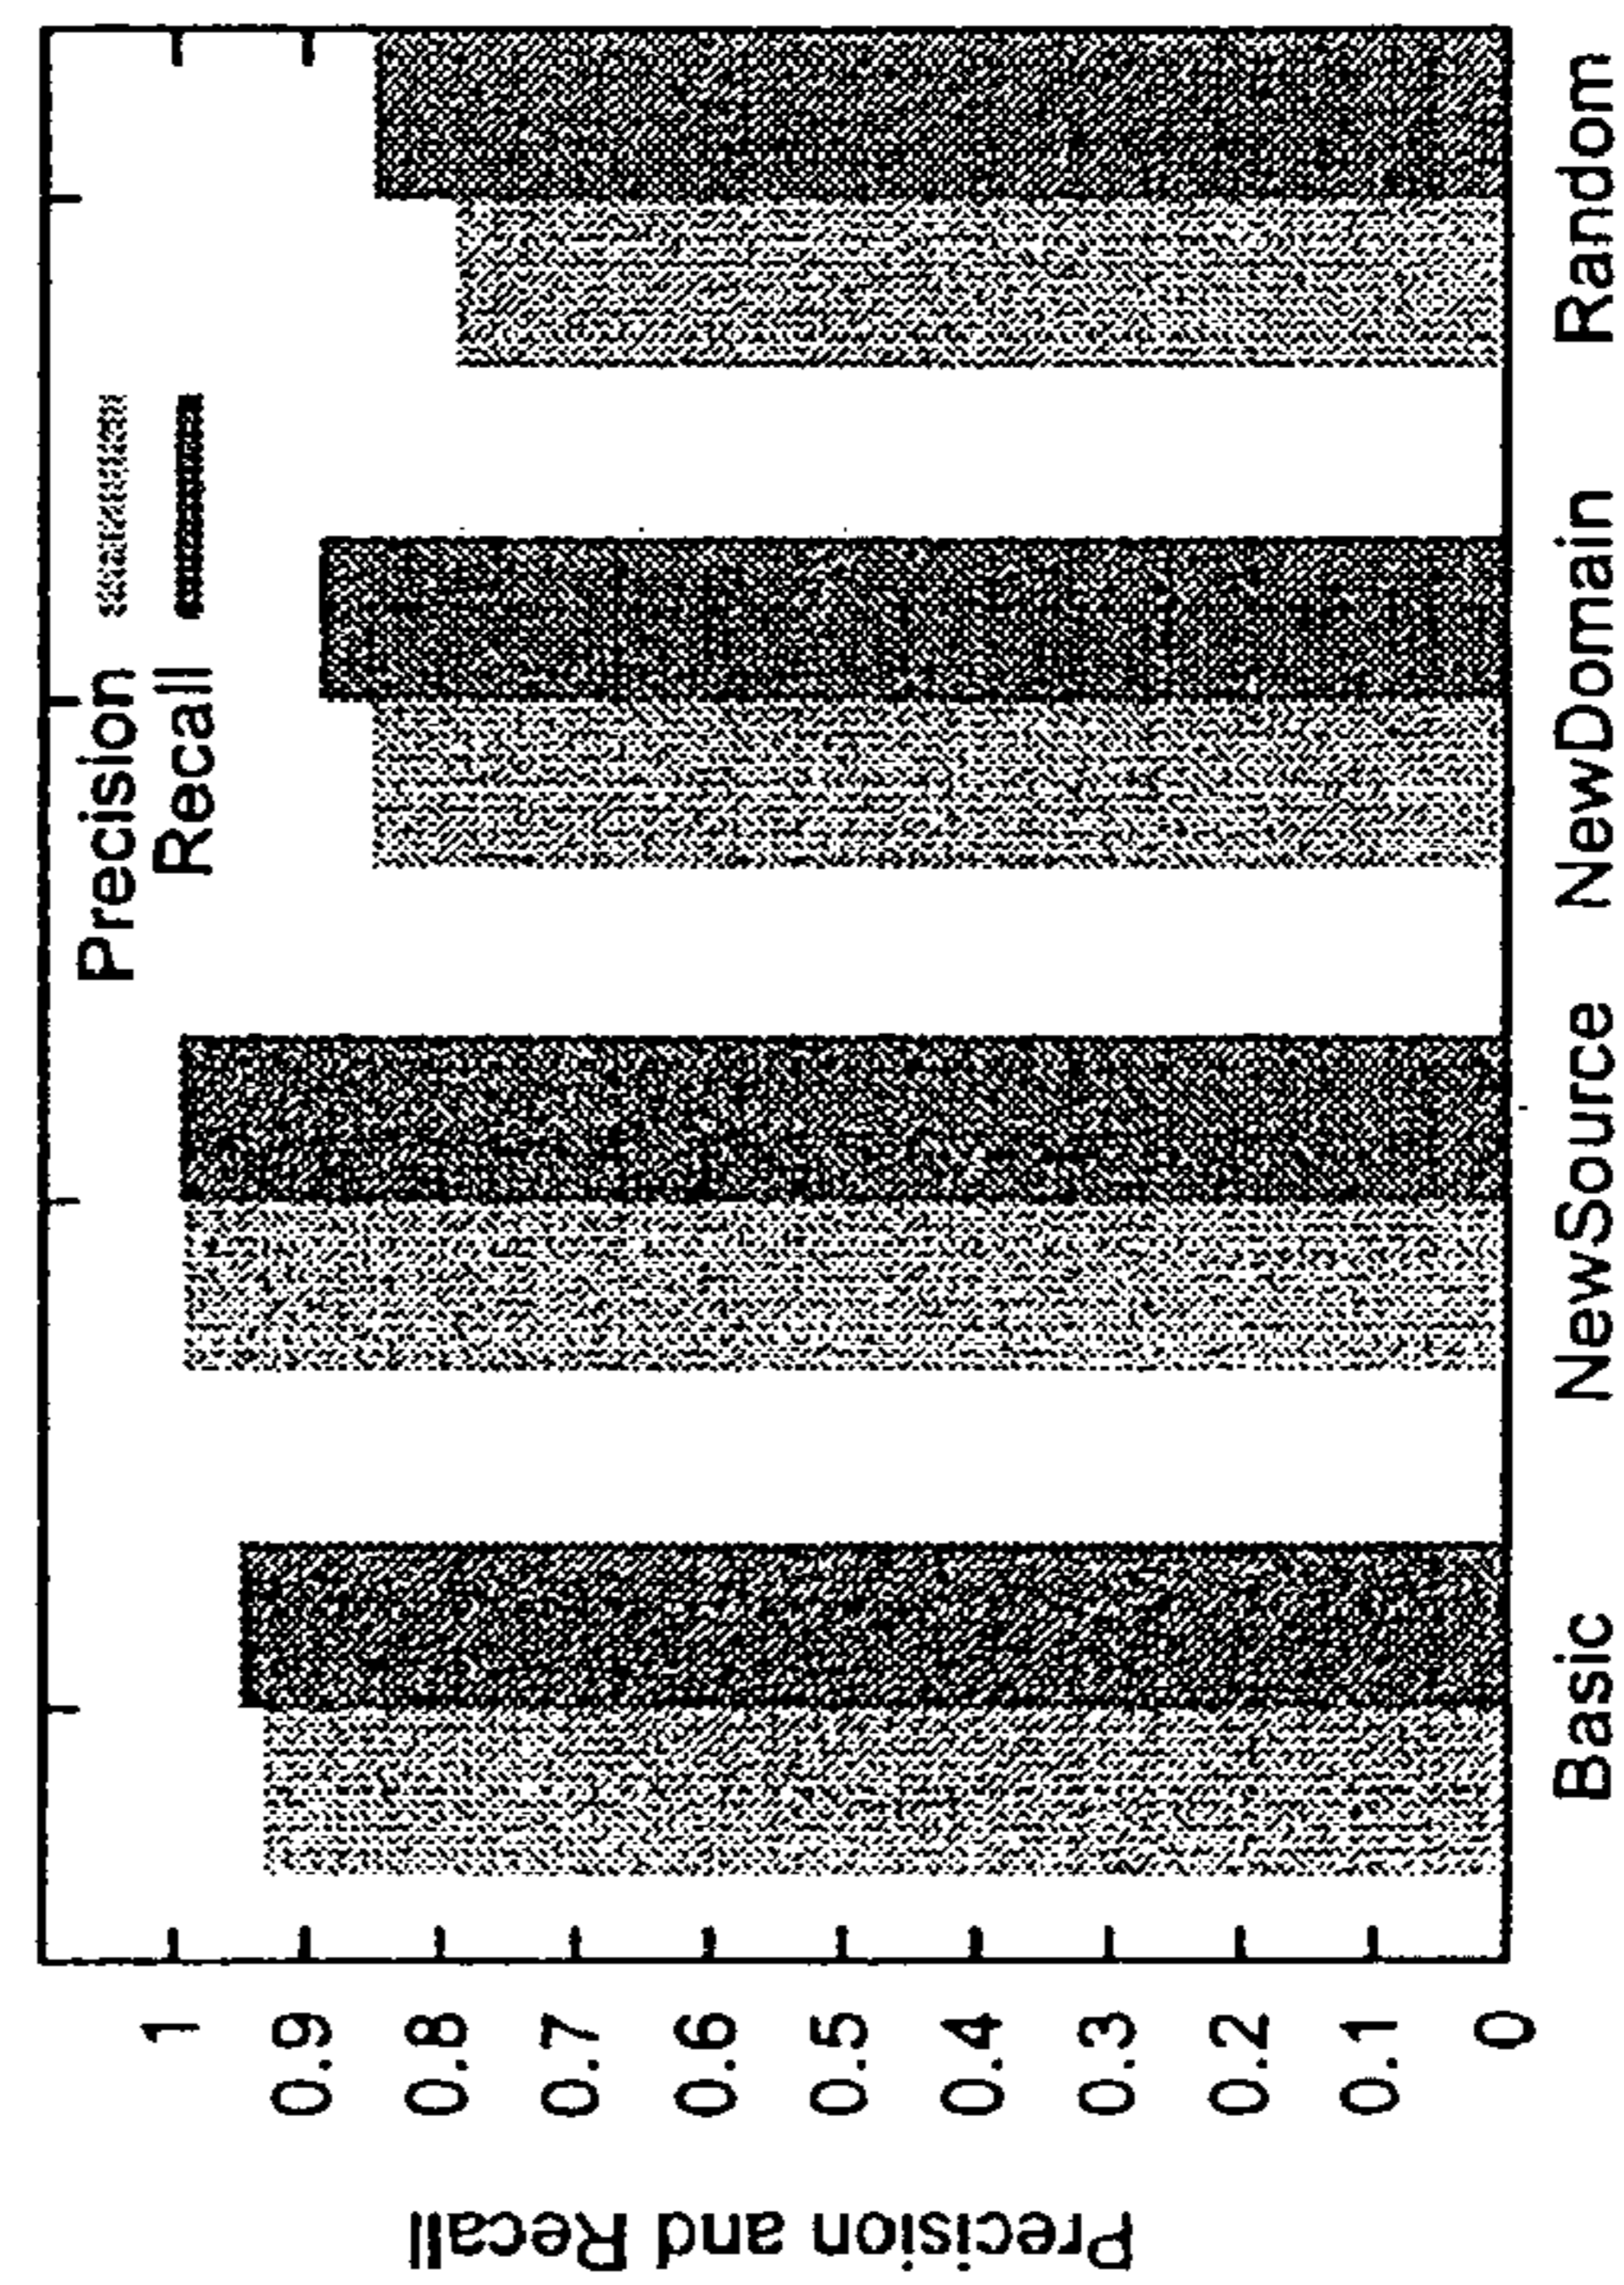 Precision and Recall
1
0.9
0.8
0.7
0.6
0.5
0.4
0.3
0.2
0.1
0
Precision
Recall
Basic
NewSource
NewDomain
Random